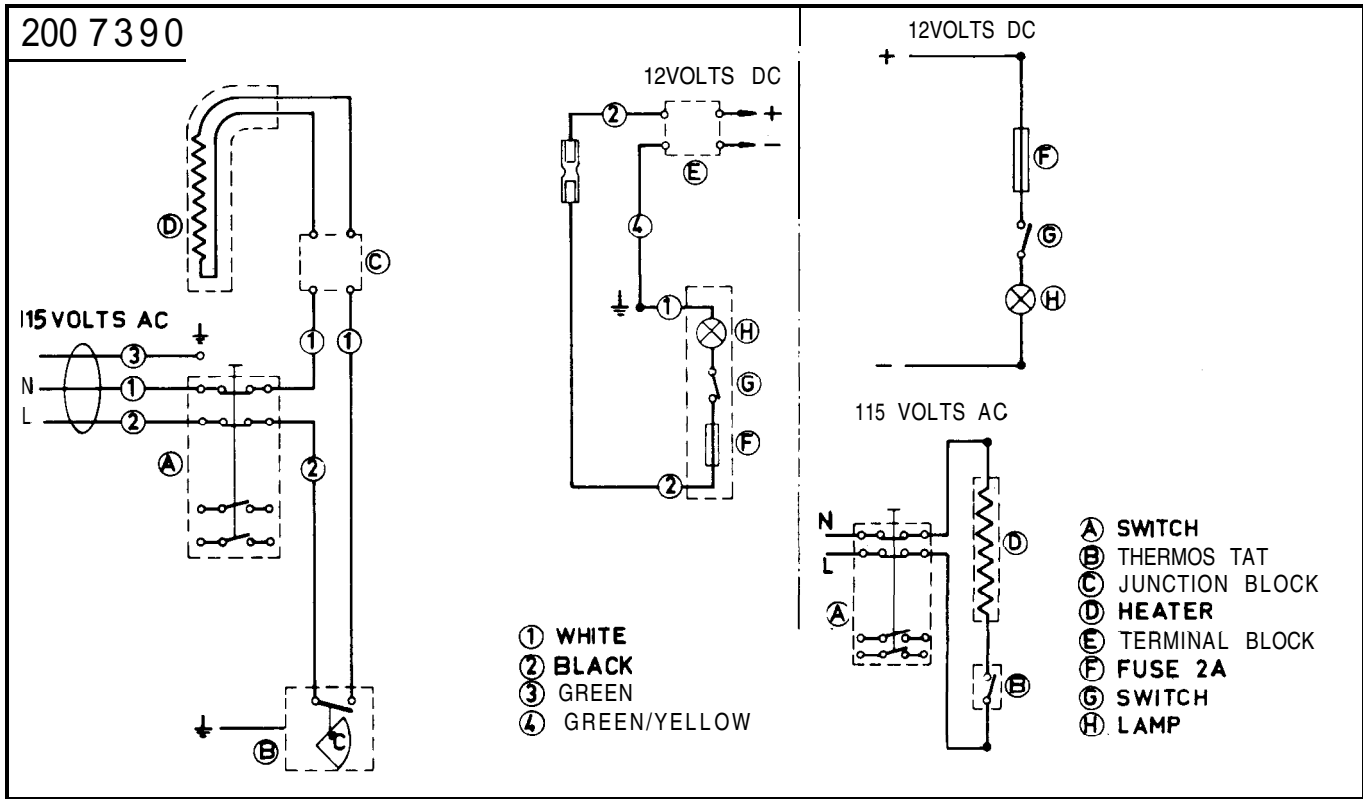 200 7390
12VOLTS DC
2
+
-
E
4
1
H
G
F
2
D
C
1 1
115 VOLTS AC
3
N 1
L 2
A
2
°C
B
1 WHITE
2 BLACK
3 GREEN
4 GREEN/YELLOW
12VOLTS DC
+
F
G
H
-
115 VOLTS AC
N
L
D
A
B
A SWITCH
B THERMOS TAT
C JUNCTION BLOCK
D HEATER
E TERMINAL BLOCK
F FUSE 2A
G SWITCH
H LAMP